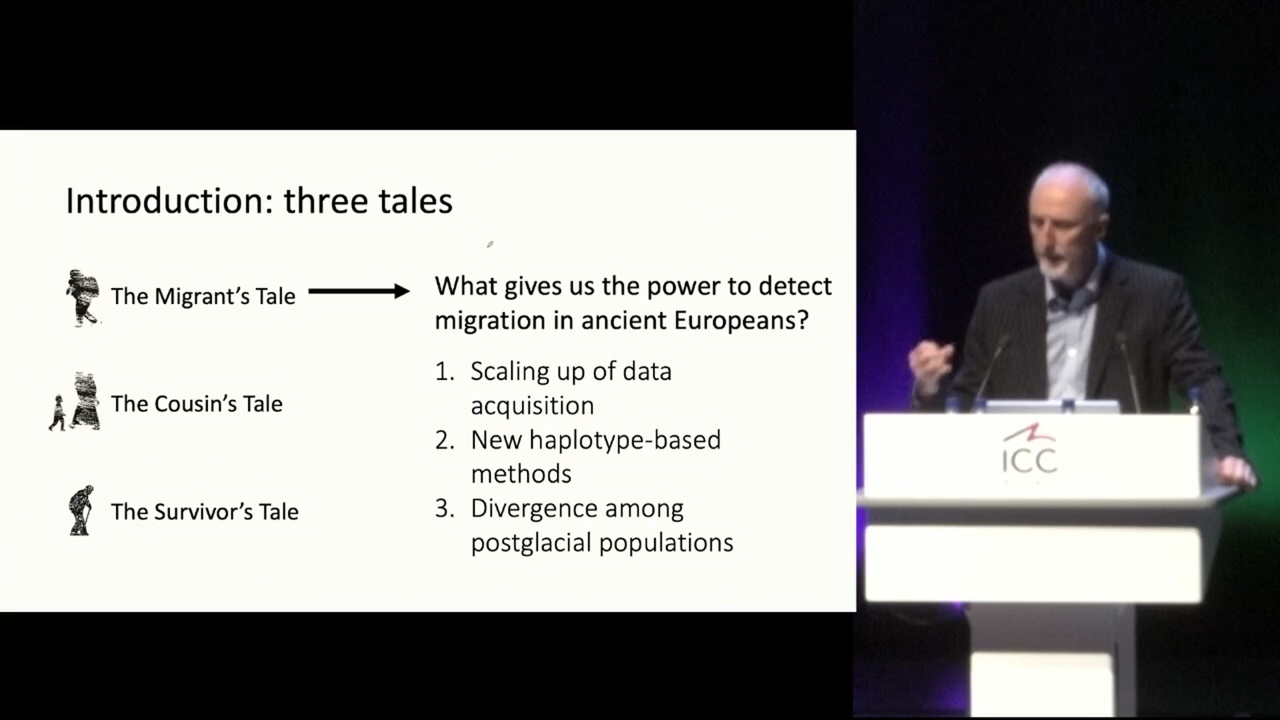 Introduction: three tales
The Migrant's Tale
What gives us the power to detect
migration in ancient Europeans?
1. Scaling up of data
acquisition
The Cousin's Tale
2. New haplotype-based
methods
The Survivor's Tale
3. Divergence among
postglacial populations
ICC